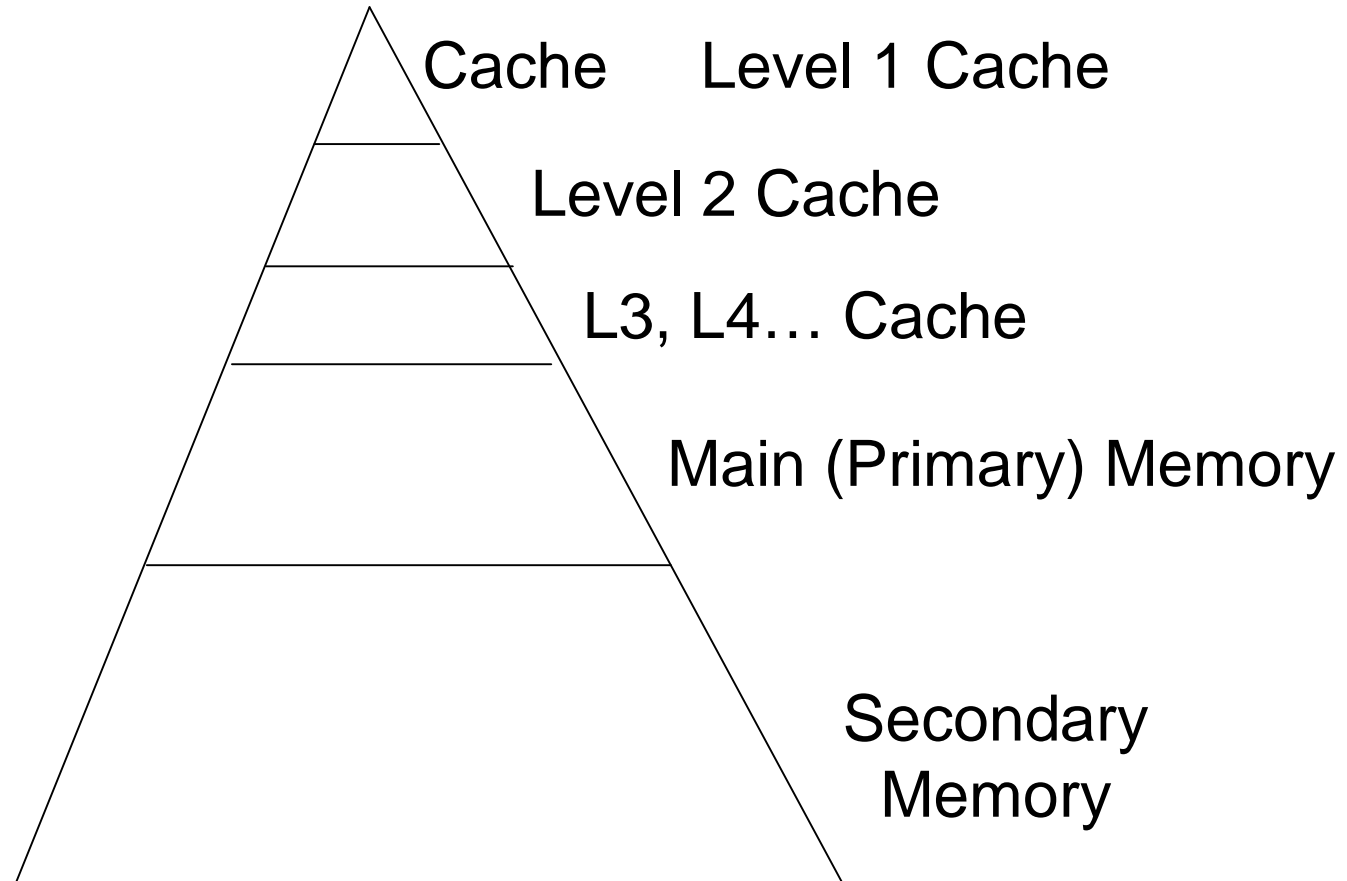 Cache Level 1 Cache
Level 2 Cache
L3, L4… Cache
Main (Primary) Memory
Secondary
Memory